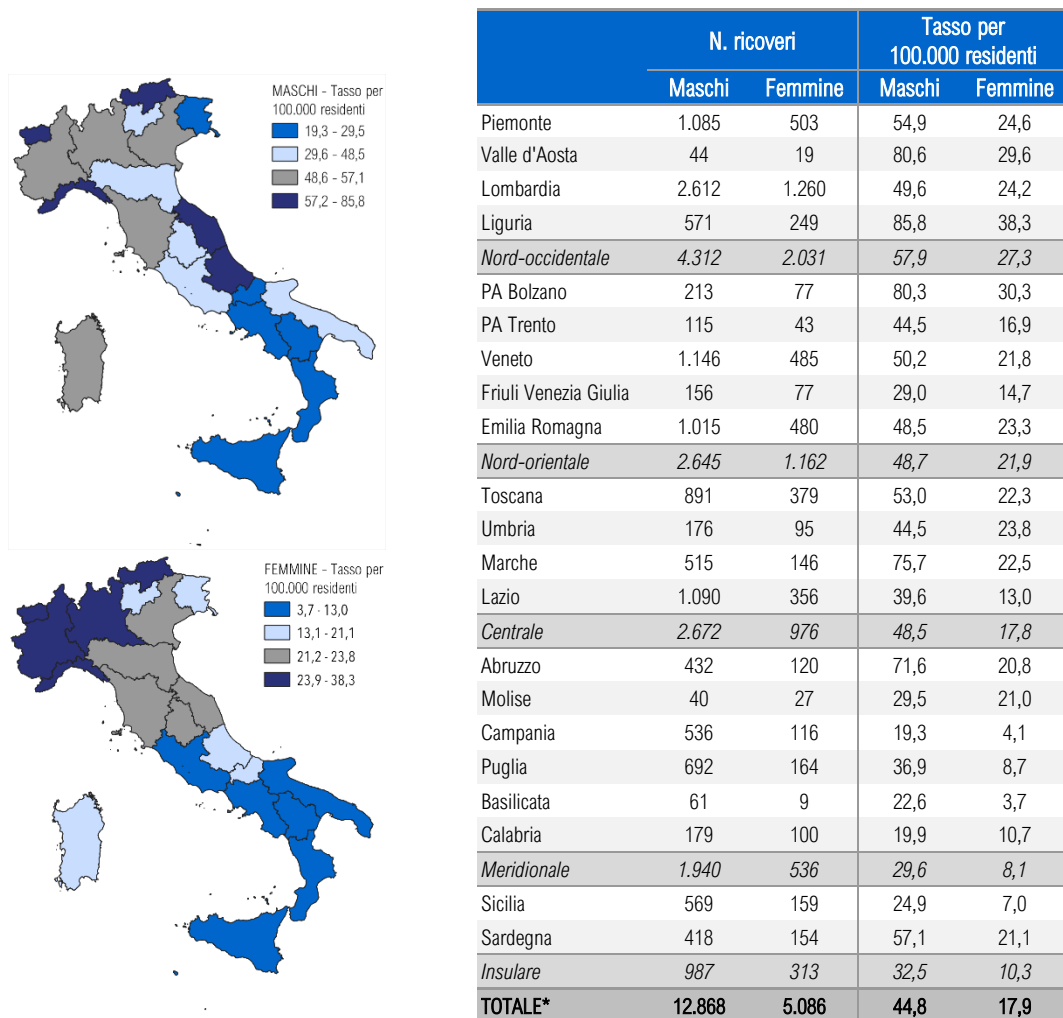 MASCHI - Tasso per
100.000 residenti
19,3 - 29,5
29,6 - 48,5
48,6 - 57,1
57,2 - 85,8
FEMMINE - Tasso per
100.000 residenti
3,7 - 13,0
13,1 - 21,1
21,2 - 23,8
23,9 - 38,3
N. ricoveri Tasso per
100.000 residenti
Maschi Femmine Maschi Femmine
Piemonte 1.085 503 54,9 24,6
Valle d'Aosta 44 19 80,6 29,6
Lombardia 2.612 1.260 49,6 24,2
Liguria 571 249 85,8 38,3
Nord-occidentale 4.312 2.031 57,9 27,3
PA Bolzano 213 77 80,3 30,3
PA Trento 115 43 44,5 16,9
Veneto 1.146 485 50,2 21,8
Friuli Venezia Giulia 156 77 29,0 14,7
Emilia Romagna 1.015 480 48,5 23,3
Nord-orientale 2.645 1.162 48,7 21,9
Toscana 891 379 53,0 22,3
Umbria 176 95 44,5 23,8
Marche 515 146 75,7 22,5
Lazio 1.090 356 39,6 13,0
Centrale 2.672 976 48,5 17,8
Abruzzo 432 120 71,6 20,8
Molise 40 27 29,5 21,0
Campania 536 116 19,3 4,1
Puglia 692 164 36,9 8,7
Basilicata 61 9 22,6 3,7
Calabria 179 100 19,9 10,7
Meridionale 1.940 536 29,6 8,1
Sicilia 569 159 24,9 7,0
Sardegna 418 154 57,1 21,1
Insulare 987 313 32,5 10,3
TOTALE* 12.868 5.086 44,8 17,9